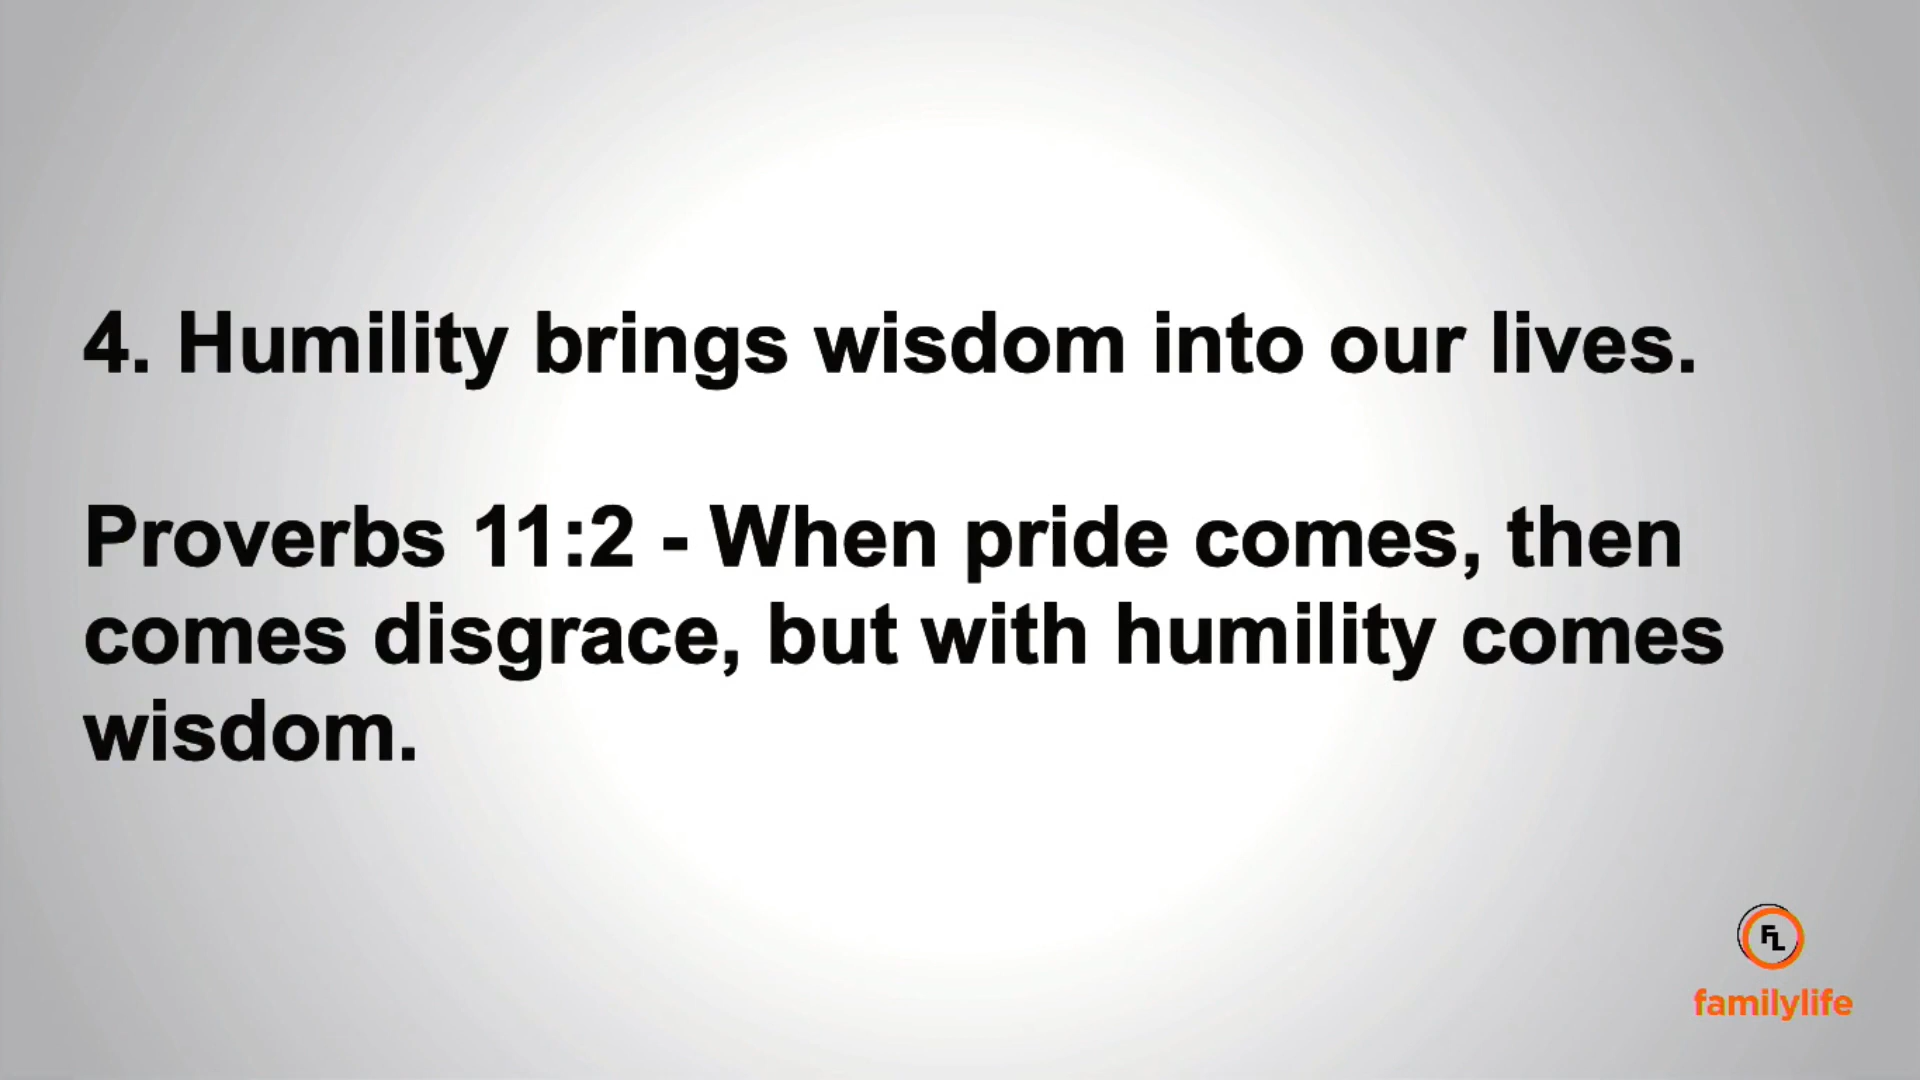 4. Humility brings wisdom into our lives.
Proverbs 11:2 - When pride comes, then
comes disgrace, but with humility comes
wisdom.
FL
familylife